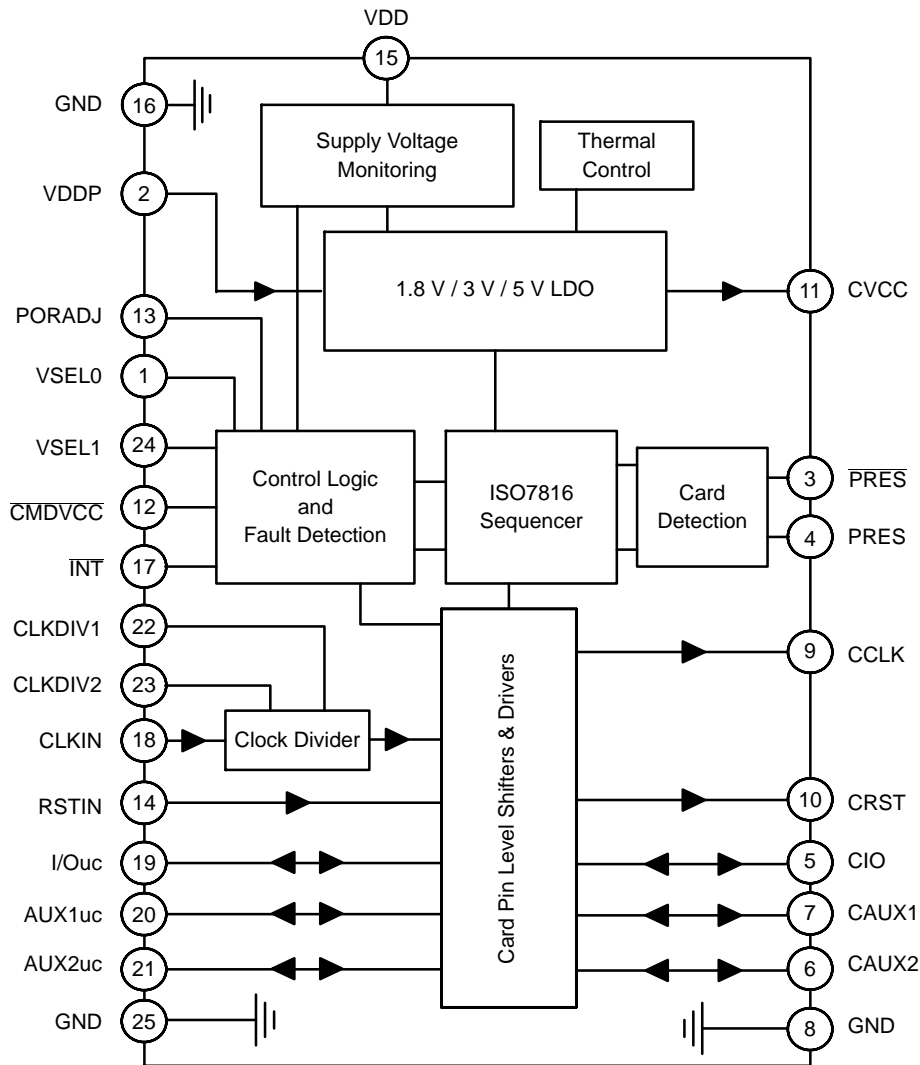 VDD
15
GND
16
Supply Voltage
Monitoring
Thermal
Control
VDDP
2
1.8 V / 3 V / 5 V LDO
11
CVCC
PORADJ
13
VSEL0
1
VSEL1
24
CMDVCC
12
INT
17
Control Logic
and
Fault Detection
ISO7816
Sequencer
Card
Detection
3
PRES
4
PRES
CLKDIV1
22
CLKDIV2
23
CLKIN
18
Clock Divider
Card Pin Level Shifters & Drivers
9
CCLK
RSTIN
14
10
CRST
I/Ouc
19
5
CIO
AUX1uc
20
7
CAUX1
AUX2uc
21
6
CAUX2
GND
25
8
GND